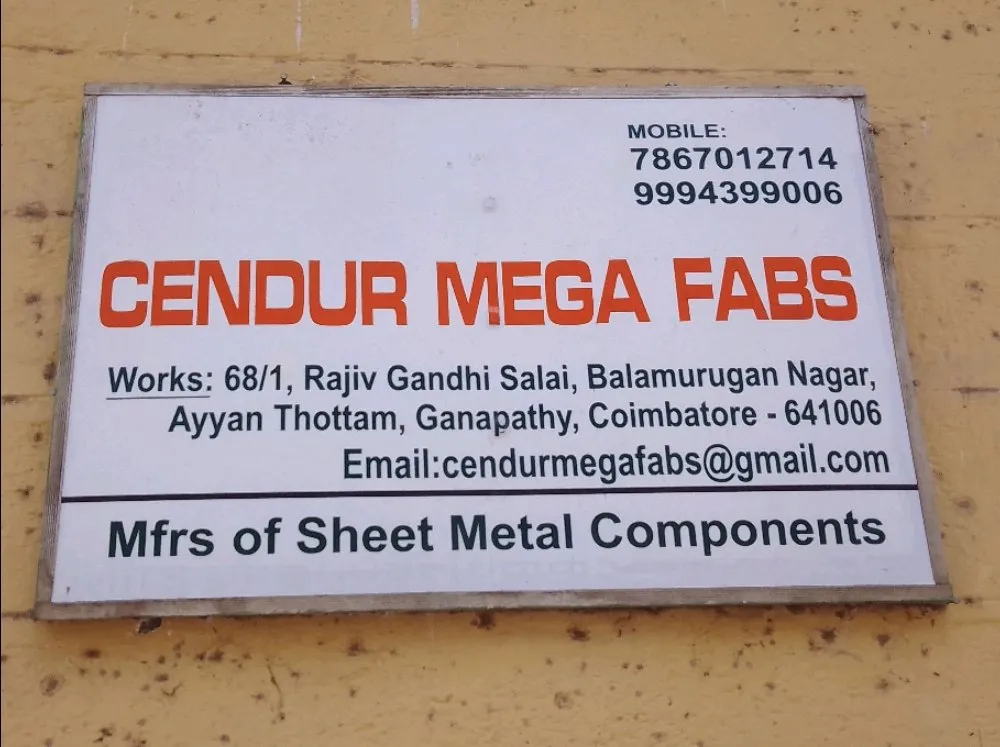 MOBILE:
7867012714
9994399006
CENDUR MEGA FABS
Works: 68/1, Rajiv Gandhi Salai, Balamurugan Nagar,
Ayyan Thottam, Ganapathy, Coimbatore - 641006
Email:cendurmegafabs@gmail.com
Mfrs of Sheet Metal Components